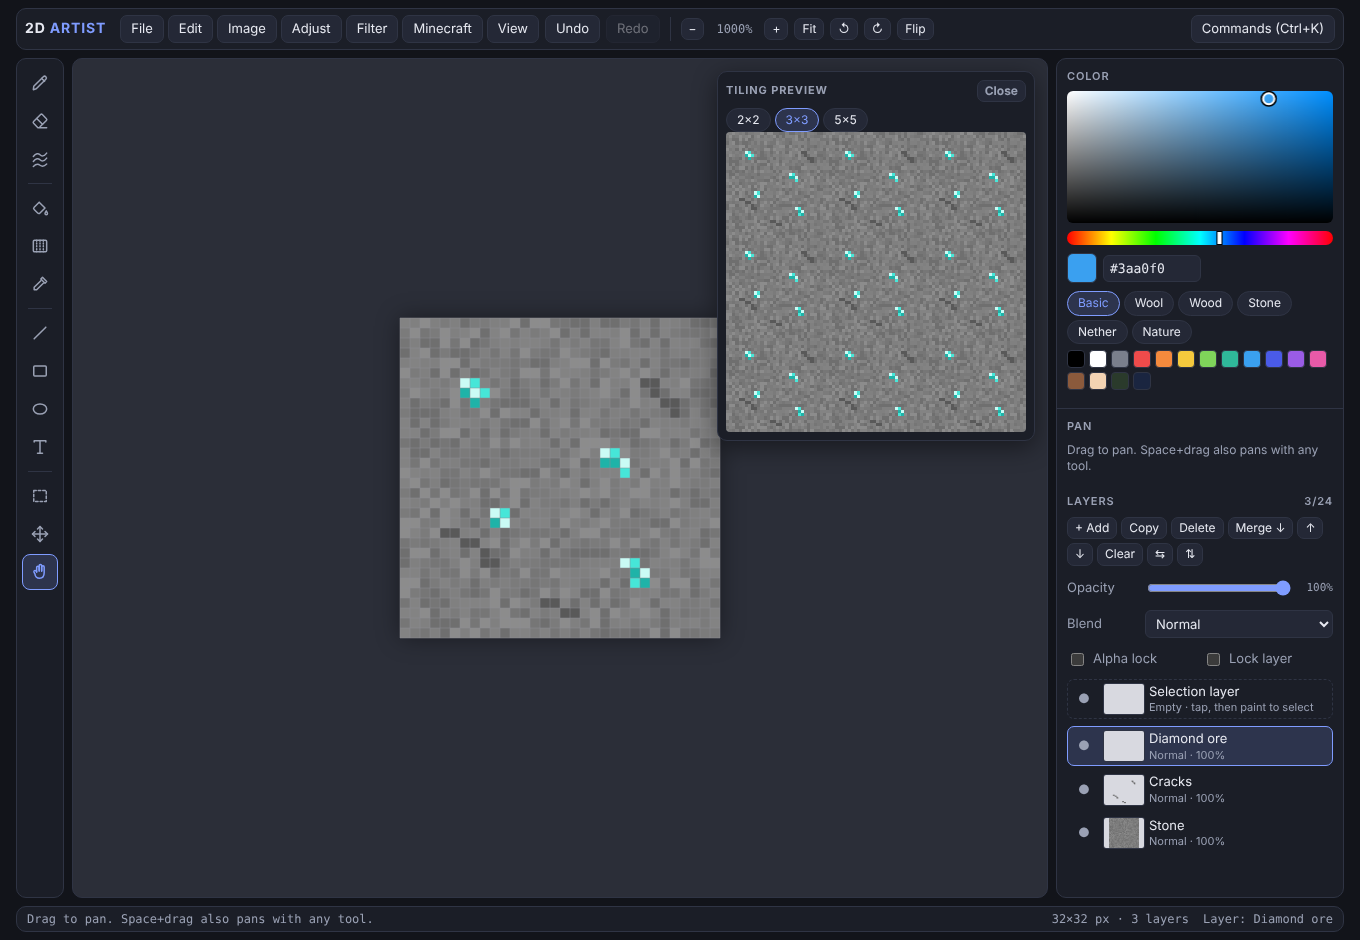 2D ARTIST File Edit Image Adjust Filter Minecraft View Undo Redo − 1000% + Fit ↺ ↻ Flip Commands (Ctrl+K)
TILING PREVIEW Close
2×2 3×3 5×5
COLOR
#3aa0f0
Basic Wool Wood Stone
Nether Nature
PAN
Drag to pan. Space+drag also pans with any
tool.
LAYERS 3/24
+ Add Copy Delete Merge ↓ ↑
↓ Clear ⇆ ⇅
Opacity 100%
Blend Normal
Alpha lock Lock layer
Selection layer
Empty · tap, then paint to select
Diamond ore
Normal · 100%
Cracks
Normal · 100%
Stone
Normal · 100%
Drag to pan. Space+drag also pans with any tool. 32×32 px · 3 layers Layer: Diamond ore